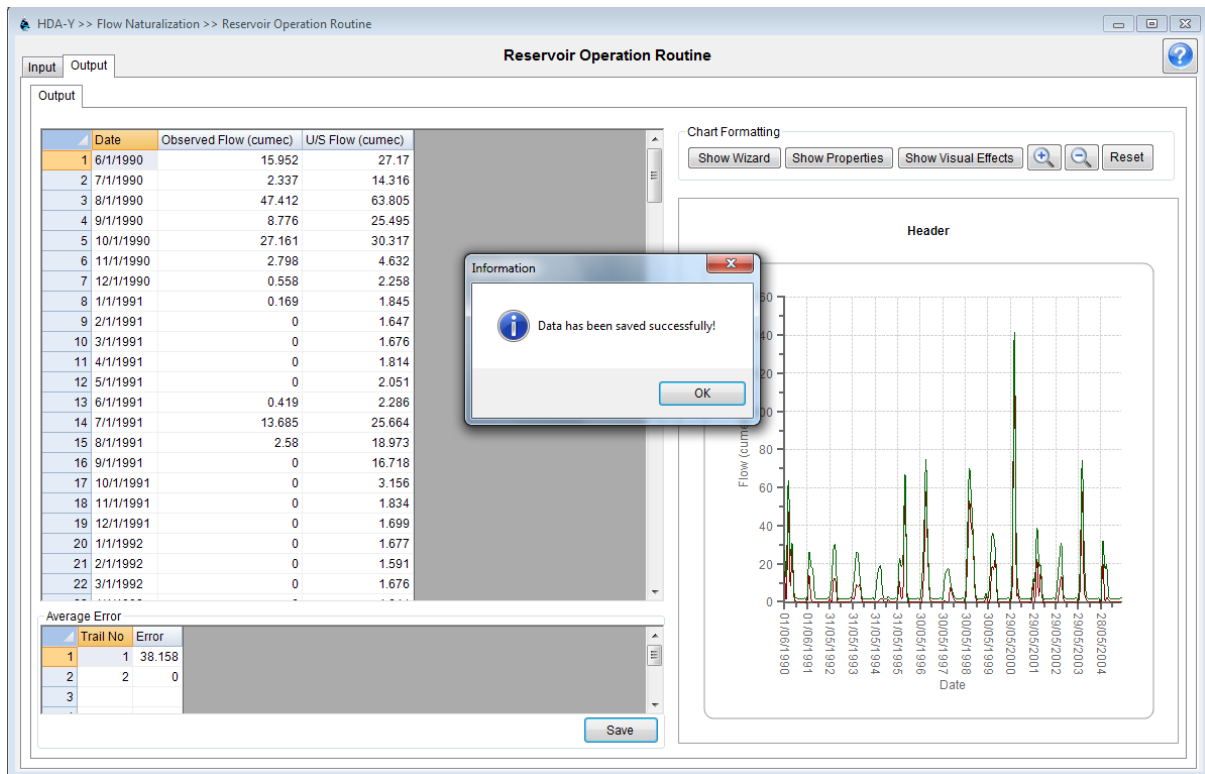 HDA-Y >> Flow Naturalization >> Reservoir Operation Routine
Reservoir Operation Routine
Input Output
Output
Date Observed Flow (cumec) U/S Flow (cumec)
1 6/1/1990 15.952 27.17
2 7/1/1990 2.337 14.316
3 8/1/1990 47.412 63.805
4 9/1/1990 8.776 25.495
5 10/1/1990 27.161 30.317
6 11/1/1990 2.798 4.632
7 12/1/1990 0.558 2.258
8 1/1/1991 0.169 1.845
9 2/1/1991 0 1.647
10 3/1/1991 0 1.676
11 4/1/1991 0 1.814
12 5/1/1991 0 2.051
13 6/1/1991 0.419 2.286
14 7/1/1991 13.685 25.664
15 8/1/1991 2.58 18.973
16 9/1/1991 0 16.718
17 10/1/1991 0 3.156
18 11/1/1991 0 1.834
19 12/1/1991 0 1.699
20 1/1/1992 0 1.677
21 2/1/1992 0 1.591
22 3/1/1992 0 1.676
Average Error
Trail No Error
1 1 38.158
2 2 0
3
Save
Information
Data has been saved successfully!
OK
Chart Formatting
Show Wizard Show Properties Show Visual Effects Reset
Header
80
60
40
20
0
Flow
01/06/1990
01/06/1991
31/05/1992
31/05/1993
31/05/1994
31/05/1995
30/05/1996
30/05/1997
30/05/1998
30/05/1999
29/05/2000
29/05/2001
29/05/2002
29/05/2003
28/05/2004
Date